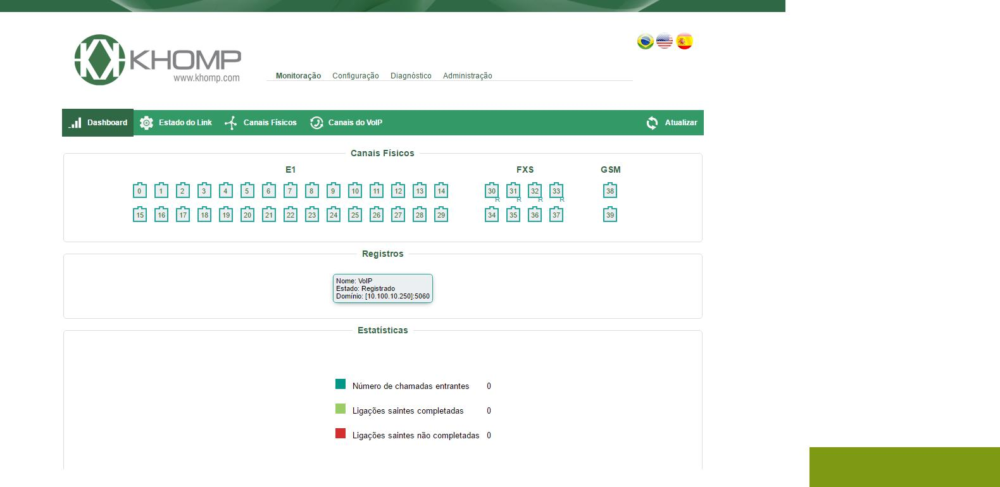 KHOMP
www.khomp.com
Monitoração Configuração Diagnóstico Administração
Dashboard Estado do Link Canais Físicos Canais do VoIP Atualizar
Canais Físicos
E1 FXS GSM
0 1 2 3 4 5 6 7 8 9 10 11 12 13 14 30 31 32 33 38
R R R R
15 16 17 18 19 20 21 22 23 24 25 26 27 28 29 34 35 36 37 39
Registros
Nome: VoIP
Estado: Registrado
Domínio: [10.100.10.250]:5060
Estatísticas
Número de chamadas entrantes 0
Ligações saintes completadas 0
Ligações saintes não completadas 0